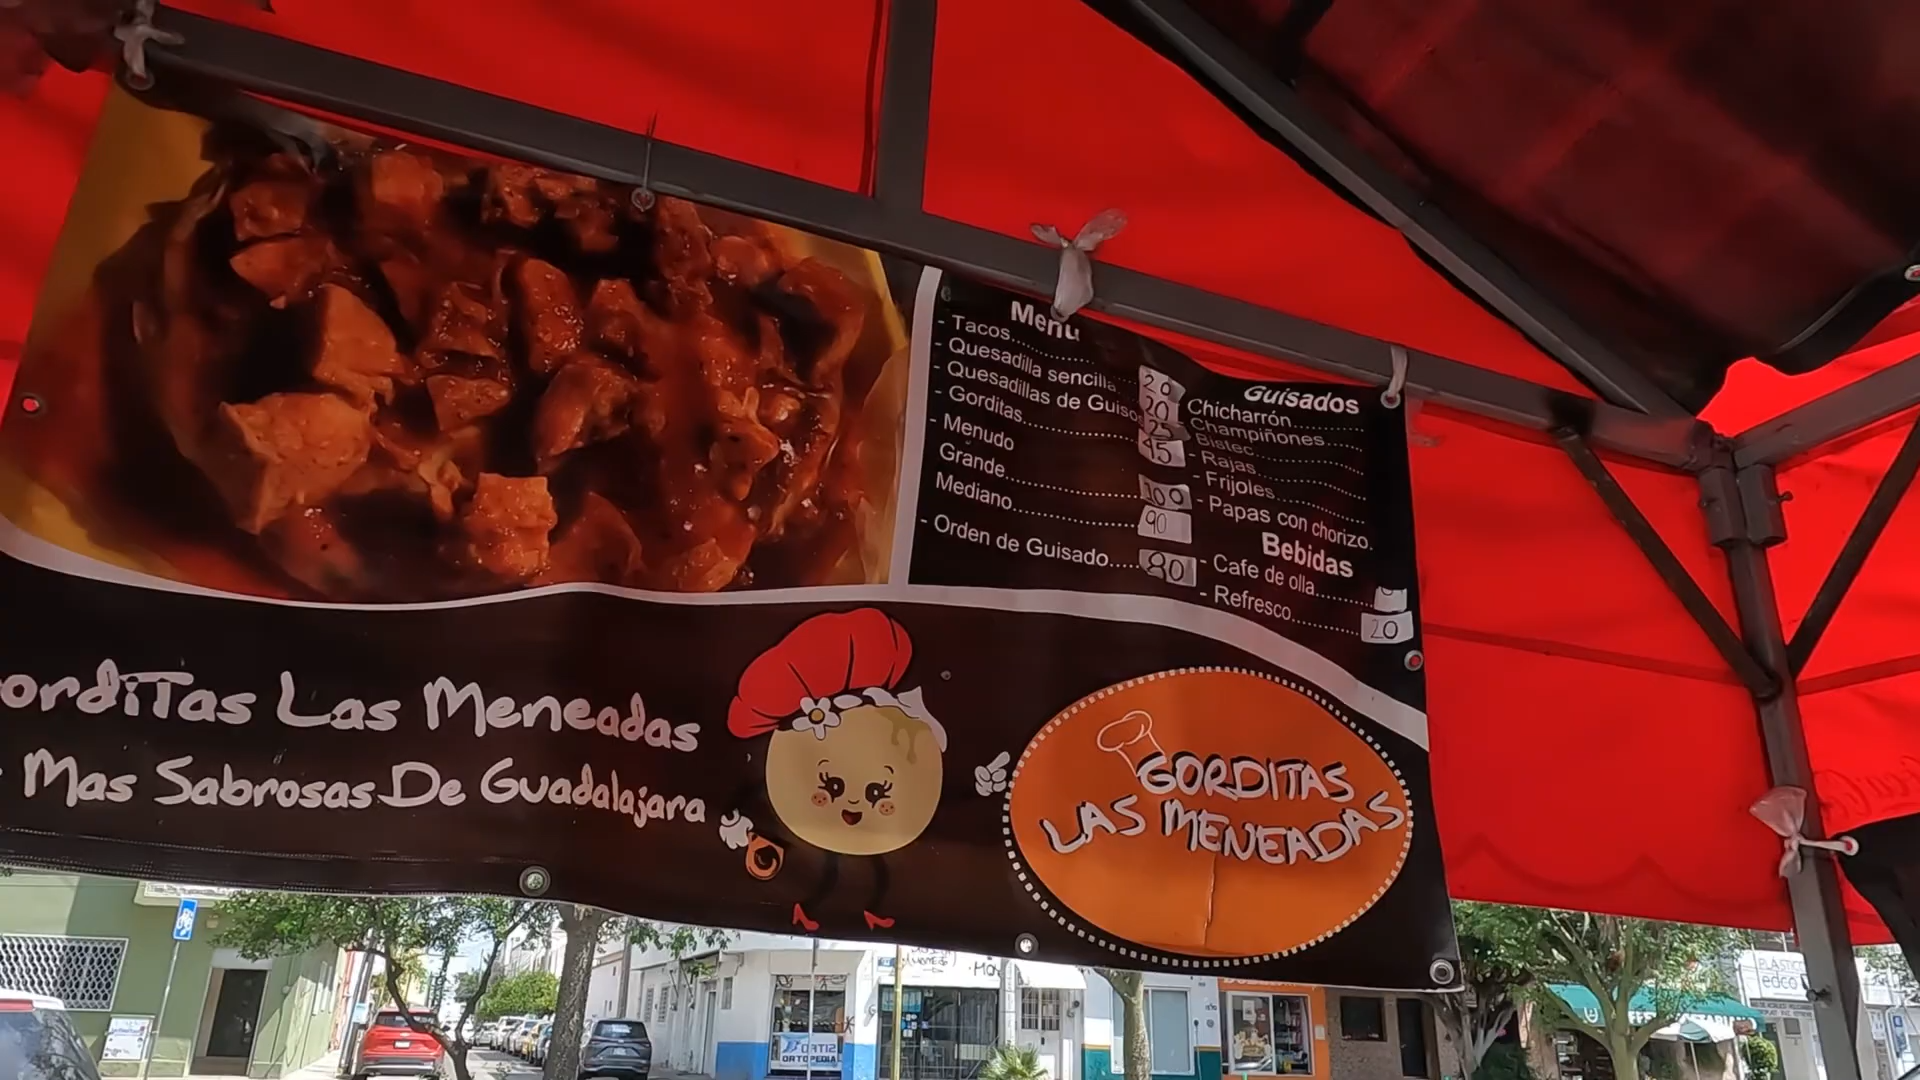 Menu
- Tacos............ 20
- Quesadilla sencilla... 20
- Quesadillas de Guiso 25
- Gorditas............ 45
- Menudo
Grande............ 100
Mediano............ 90
- Orden de Guisado..... 80
Guisados
Chicharrón............
- Champiñones............
- Bistec............
- Rajas............
- Frijoles............
- Papas con chorizo.
Bebidas
- Cafe de olla............
- Refresco............ 20
orditas Las Meneadas
Mas Sabrosas De Guadalajara
GORDITAS
LAS MENEADAS
ORTOPEDIA